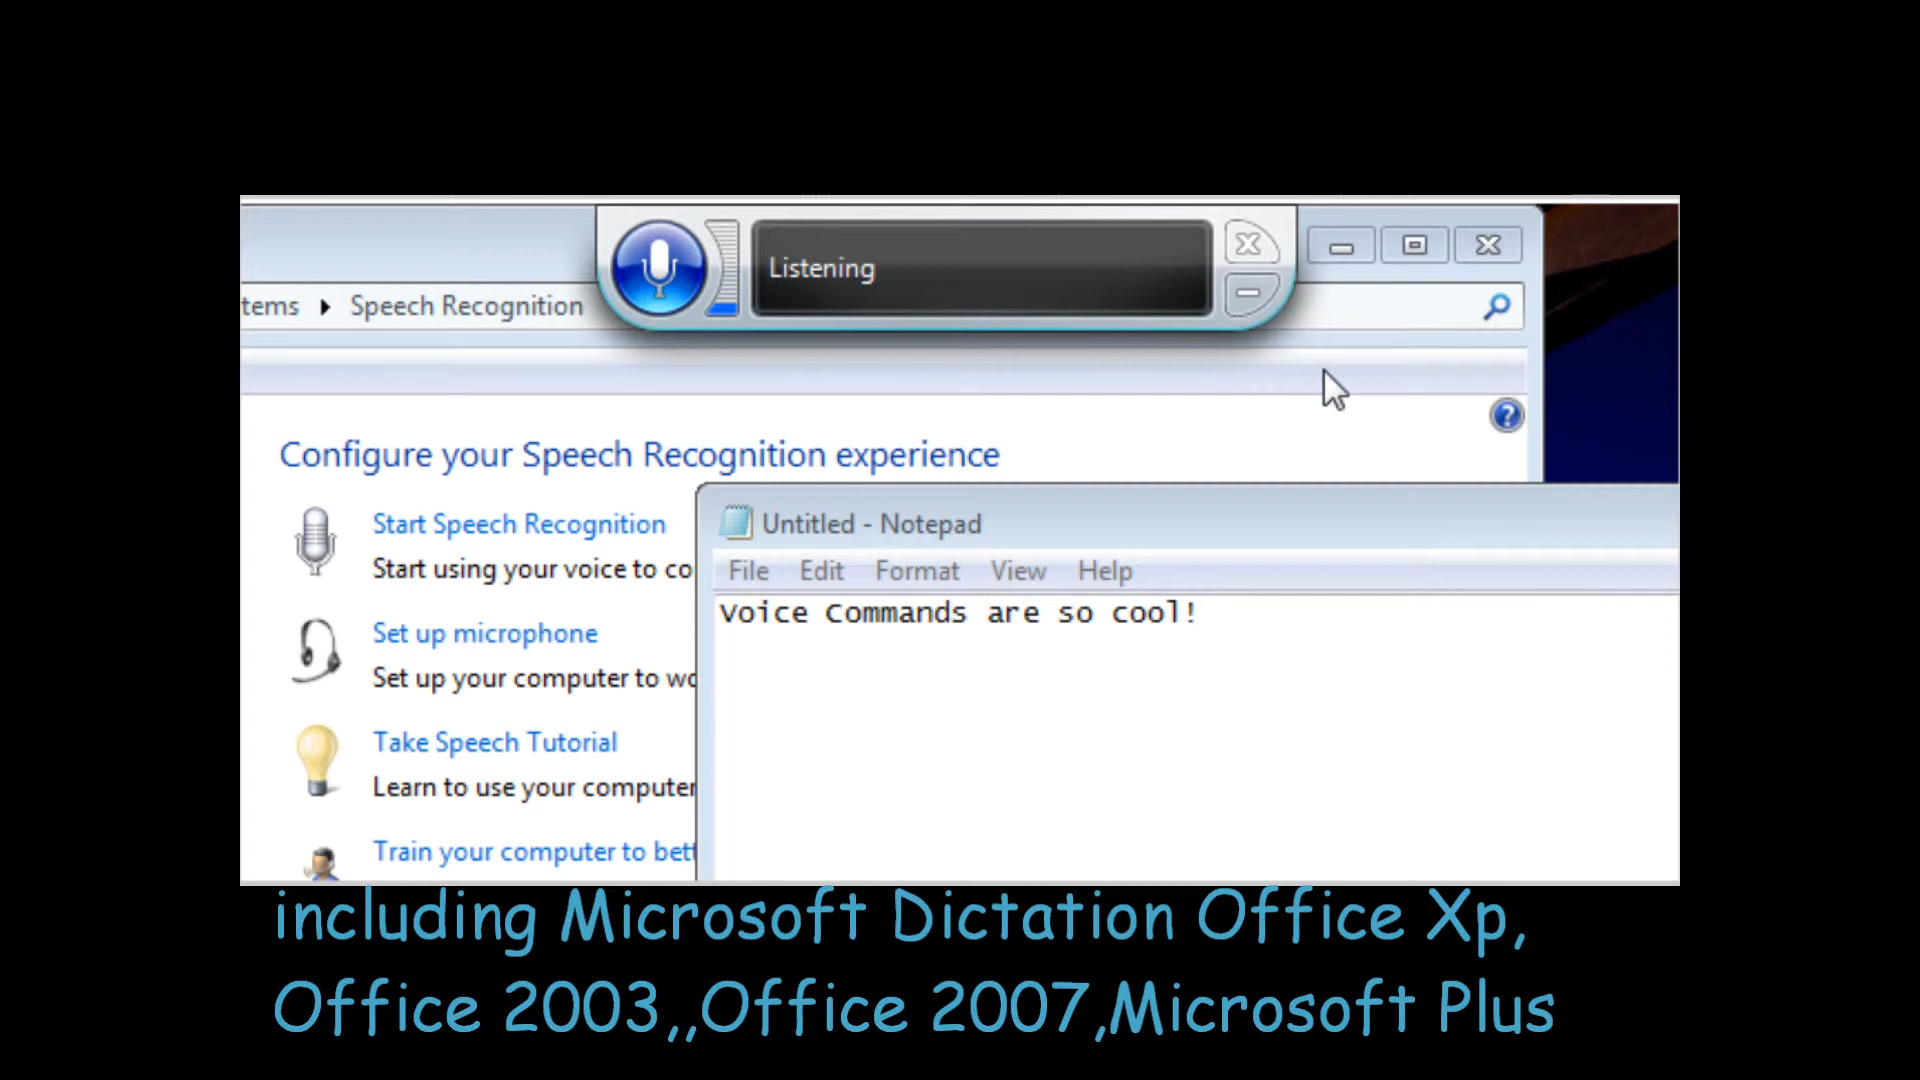 Listening
tems ▸ Speech Recognition
Configure your Speech Recognition experience
Start Speech Recognition
Start using your voice to co
Set up microphone
Set up your computer to wo
Take Speech Tutorial
Learn to use your computer
Train your computer to bett
Untitled - Notepad
File Edit Format View Help
Voice Commands are so cool!
including Microsoft Dictation Office Xp,
Office 2003,,Office 2007,Microsoft Plus